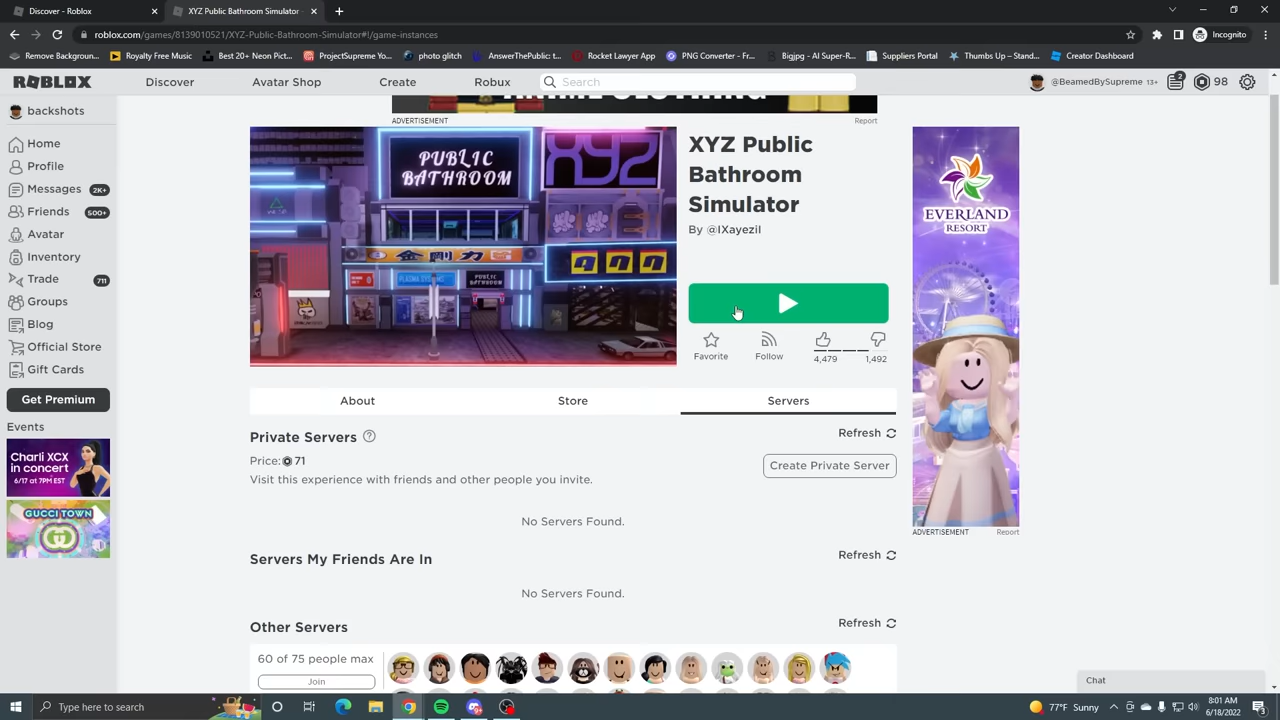 Discover - Roblox
XYZ Public Bathroom Simulator -
roblox.com/games/8139010521/XYZ-Public-Bathroom-Simulator#!/game-instances
Incognito
Remove Backgroun...
Royalty Free Music
Best 20+ Neon Pict...
ProjectSupreme Yo...
photo glitch
AnswerThePublic: t...
Rocket Lawyer App
PNG Converter - Fr...
Bigjpg - AI Super-R...
Suppliers Portal
Thumbs Up – Stand...
Creator Dashboard
ROBLOX
Discover
Avatar Shop
Create
Robux
Search
@BeamedBySupreme 13+
2
98
backshots
Home
Profile
Messages 2K+
Friends 500+
Avatar
Inventory
Trade 711
Groups
Blog
Official Store
Gift Cards
Get Premium
Events
Charli XCX
in concert
6/17 at 7PM EST
GUCCI TOWN
ADVERTISEMENT
Report
PUBLIC
BATHROOM
XYZ
XYZ Public
Bathroom
Simulator
By @IXayezil
Favorite
Follow
4,479
1,492
About
Store
Servers
Private Servers
Refresh
Price: 71
Create Private Server
Visit this experience with friends and other people you invite.
No Servers Found.
Servers My Friends Are In
Refresh
No Servers Found.
Other Servers
Refresh
60 of 75 people max
Join
EVERLAND
RESORT
ADVERTISEMENT
Report
Chat
Type here to search
77°F Sunny
8:01 AM
6/18/2022